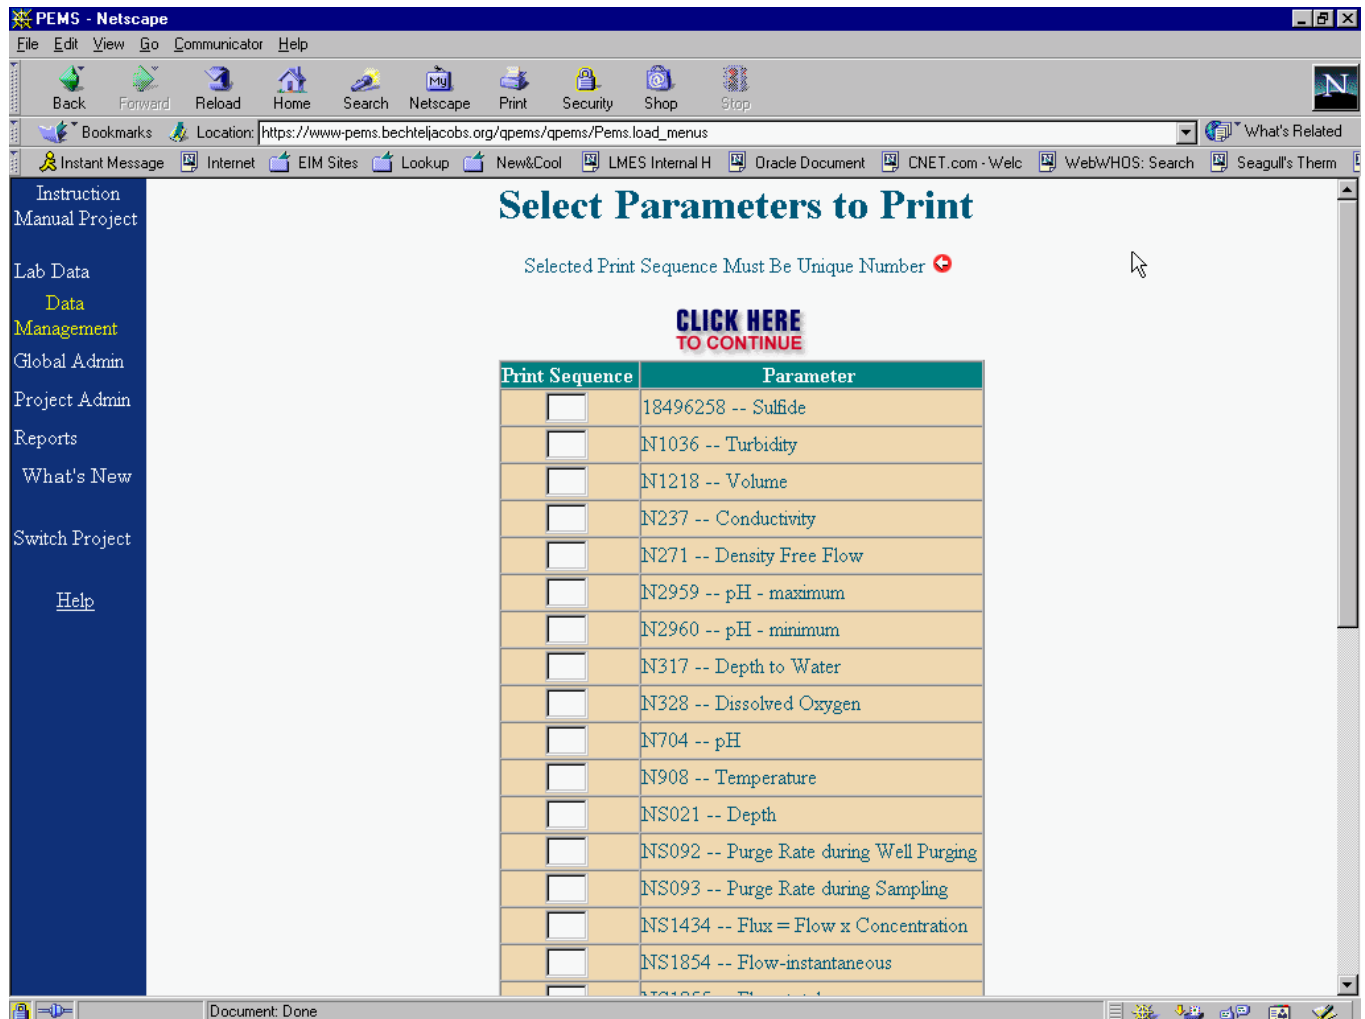 PEMS - Netscape
File Edit View Go Communicator Help
My
Back Forward Reload Home Search Netscape Print Security Shop Stop
N
Bookmarks Location: https://www-pems.bechteljacobs.org/qpems/qpems/Pems.load_menus What's Related
Instant Message Internet EIM Sites Lookup New&Cool LMES Internal H Oracle Document CNET.com - Welc WebWHOS: Search Seagull's Therm
Instruction
Manual Project
Lab Data
Data
Management
Global Admin
Project Admin
Reports
What's New
Switch Project
Help
Select Parameters to Print
Selected Print Sequence Must Be Unique Number
CLICK HERE
TO CONTINUE
Print Sequence Parameter
18496258 -- Sulfide
N1036 -- Turbidity
N1218 -- Volume
N237 -- Conductivity
N271 -- Density Free Flow
N2959 -- pH - maximum
N2960 -- pH - minimum
N317 -- Depth to Water
N328 -- Dissolved Oxygen
N704 -- pH
N908 -- Temperature
NS021 -- Depth
NS092 -- Purge Rate during Well Purging
NS093 -- Purge Rate during Sampling
NS1434 -- Flux = Flow x Concentration
NS1854 -- Flow-instantaneous
Document: Done